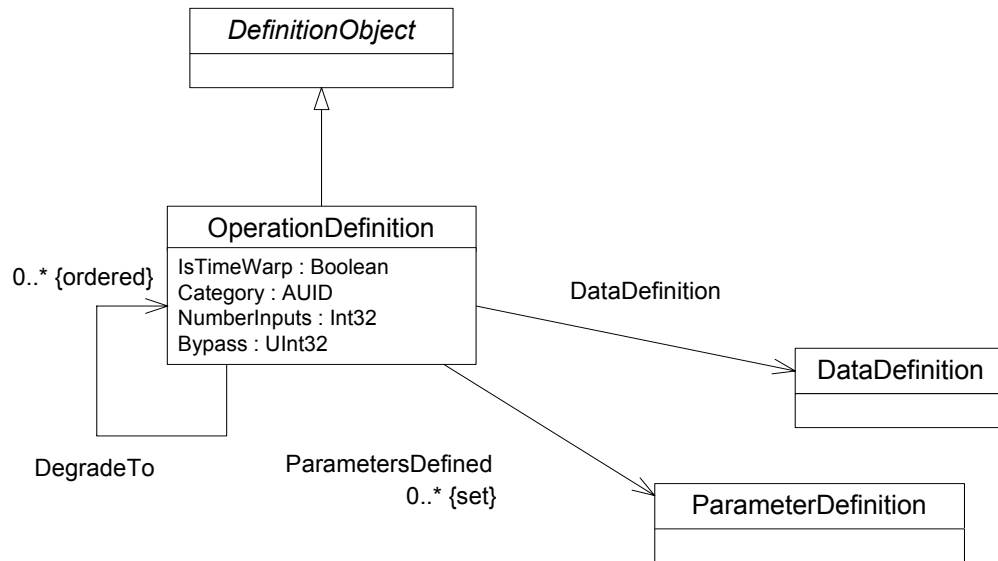 DefinitionObject
OperationDefinition
IsTimeWarp : Boolean
Category : AUID
NumberInputs : Int32
Bypass : UInt32
0..* {ordered}
DegradeTo
DataDefinition
DataDefinition
ParametersDefined
0..* {set}
ParameterDefinition